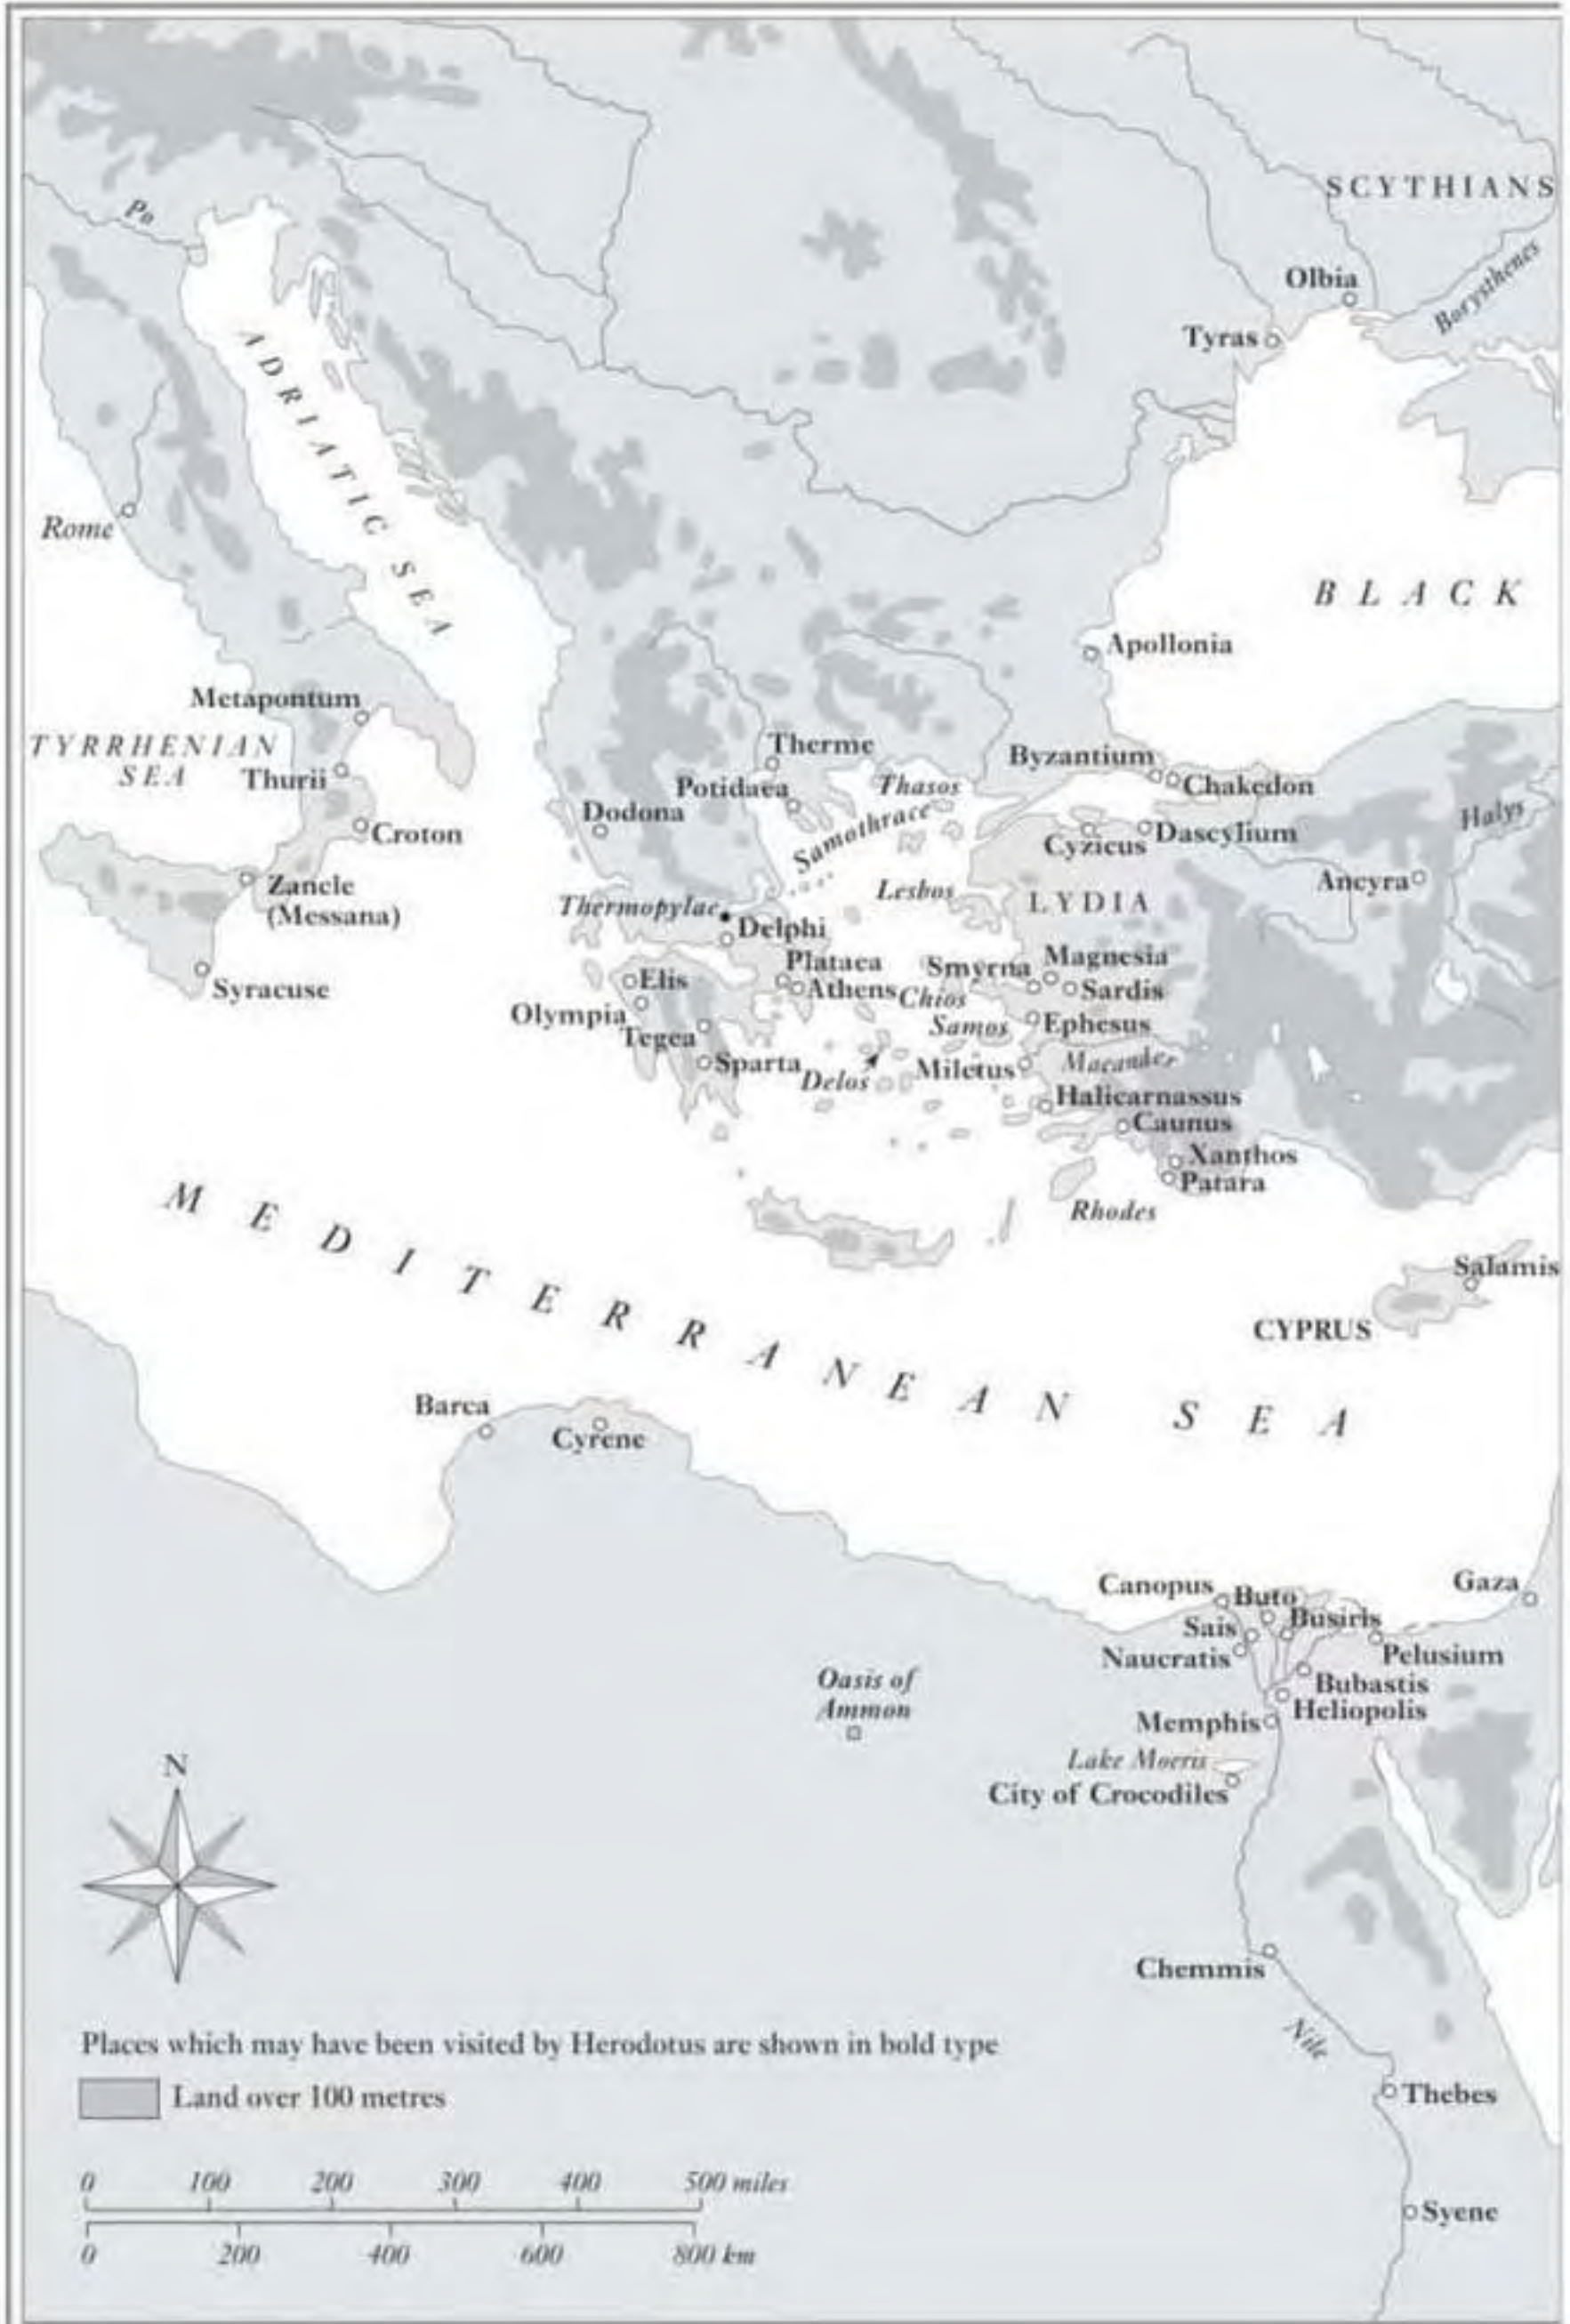 SCYTHIANS
Po
Borysthenes
Olbia
Tyras
ADRIATIC SEA
Rome
BLACK
Apollonia
Metapontum
TYRRHENIAN
SEA
Thurii
Croton
Zancle
(Messana)
Syracuse
Therme
Potidaea
Dodona
Thasos
Samothrace
Byzantium
Chakedon
Halys
Cyzicus
Dascylium
Ancyra
Lesbos
LYDIA
Thermopylae
Delphi
Plataea
Athens
Elis
Olympia
Tegea
Sparta
Delos
Smyrna
Magnesia
Chios
Sardis
Samos
Ephesus
Miletus
Maeander
Halicarnassus
Caunus
Xanthos
Patara
Rhodes
Salamis
CYPRUS
MEDITERRANEAN SEA
Barca
Cyrene
Canopus
Buto
Gaza
Sais
Busiris
Naucratis
Pelusium
Bubastis
Heliopolis
Memphis
Oasis of
Ammon
Lake Moeris
City of Crocodiles
N
Chemmis
Nile
Thebes
Syene
Places which may have been visited by Herodotus are shown in bold type
Land over 100 metres
0 100 200 300 400 500 miles
0 200 400 600 800 km